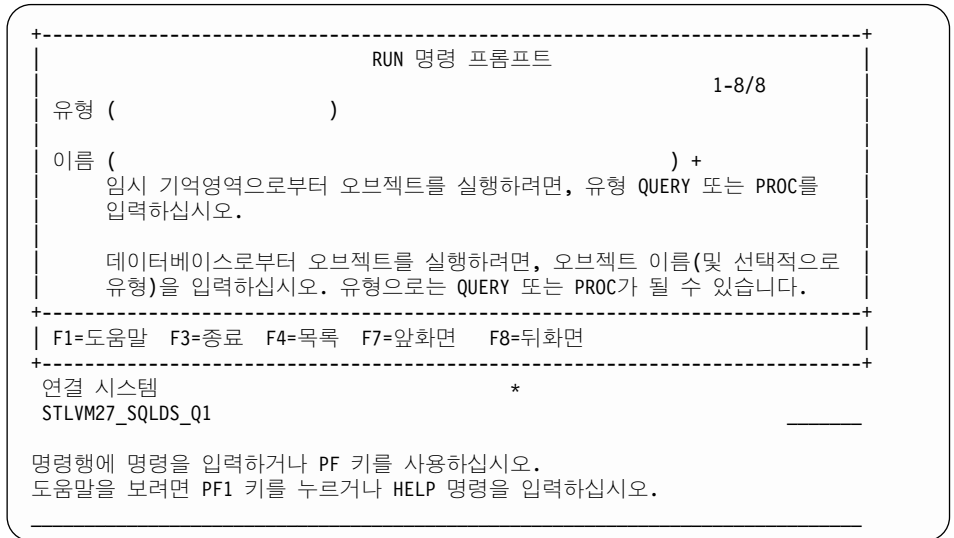 RUN 명령 프롬프트
1-8/8
유형 ( )
이름 ( ) +
임시 기억영역으로부터 오브젝트를 실행하려면, 유형 QUERY 또는 PROC를
입력하십시오.
데이터베이스로부터 오브젝트를 실행하려면, 오브젝트 이름(및 선택적으로
유형)을 입력하십시오. 유형으로는 QUERY 또는 PROC가 될 수 있습니다.
F1=도움말 F3=종료 F4=목록 F7=앞화면 F8=뒤화면
연결 시스템 *
STLVM27_SQLDS_Q1
명령행에 명령을 입력하거나 PF 키를 사용하십시오.
도움말을 보려면 PF1 키를 누르거나 HELP 명령을 입력하십시오.